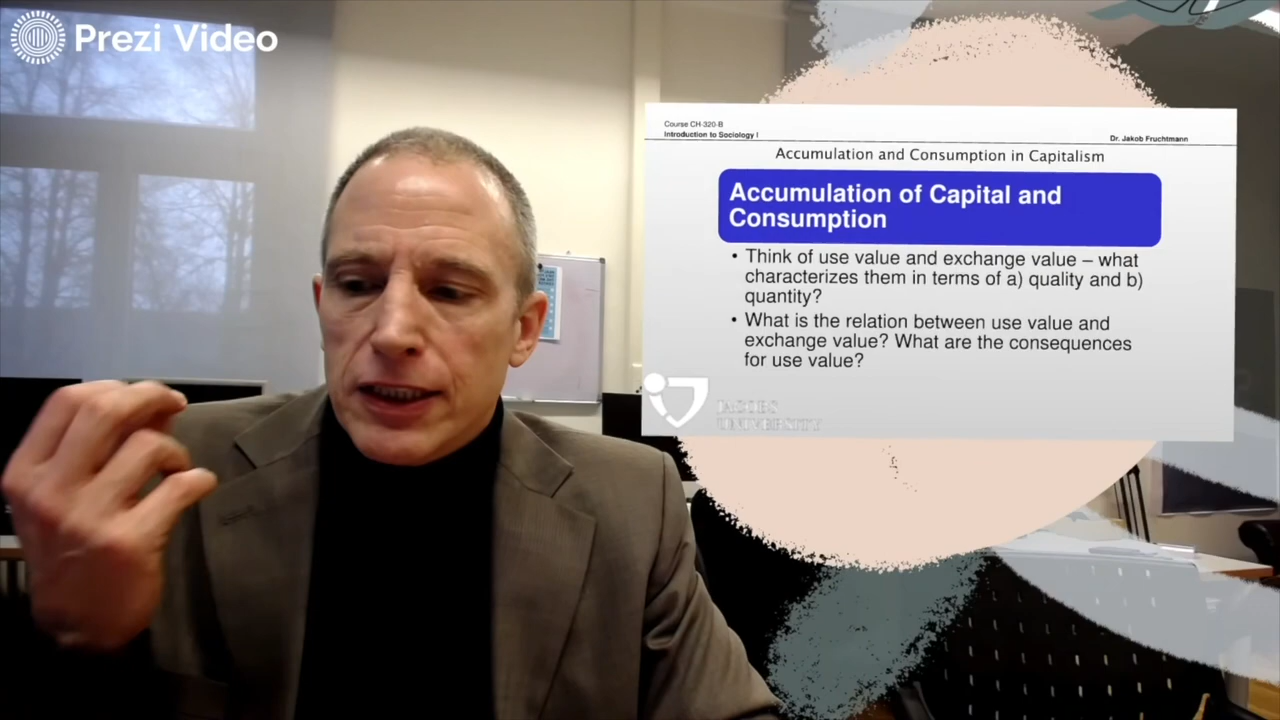 Prezi Video
Course CH-320-B
Introduction to Sociology I
Dr. Jakob Fruchtmann
Accumulation and Consumption in Capitalism
Accumulation of Capital and
Consumption
• Think of use value and exchange value – what
characterizes them in terms of a) quality and b)
quantity?
• What is the relation between use value and
exchange value? What are the consequences
for use value?
JACOBS
UNIVERSITY